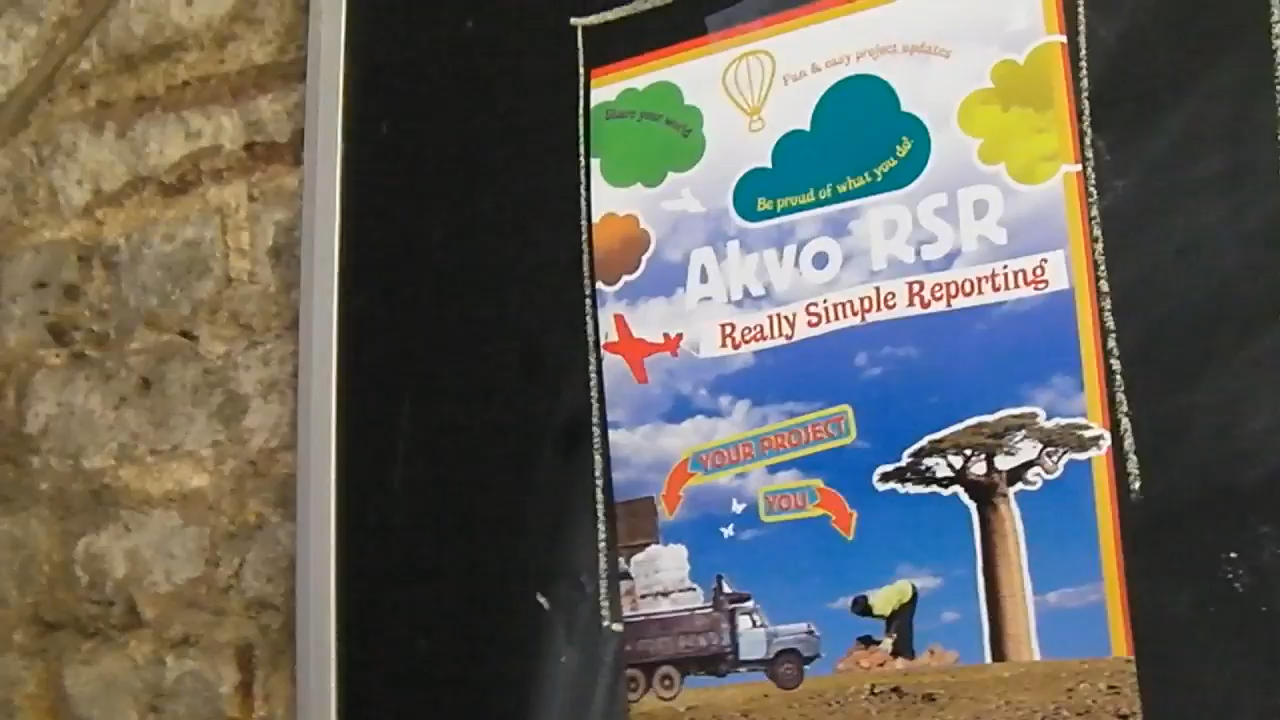 Fun & easy project updates
Share your world
Be proud of what you do!
Akvo RSR
Really Simple Reporting
YOUR PROJECT
YOU